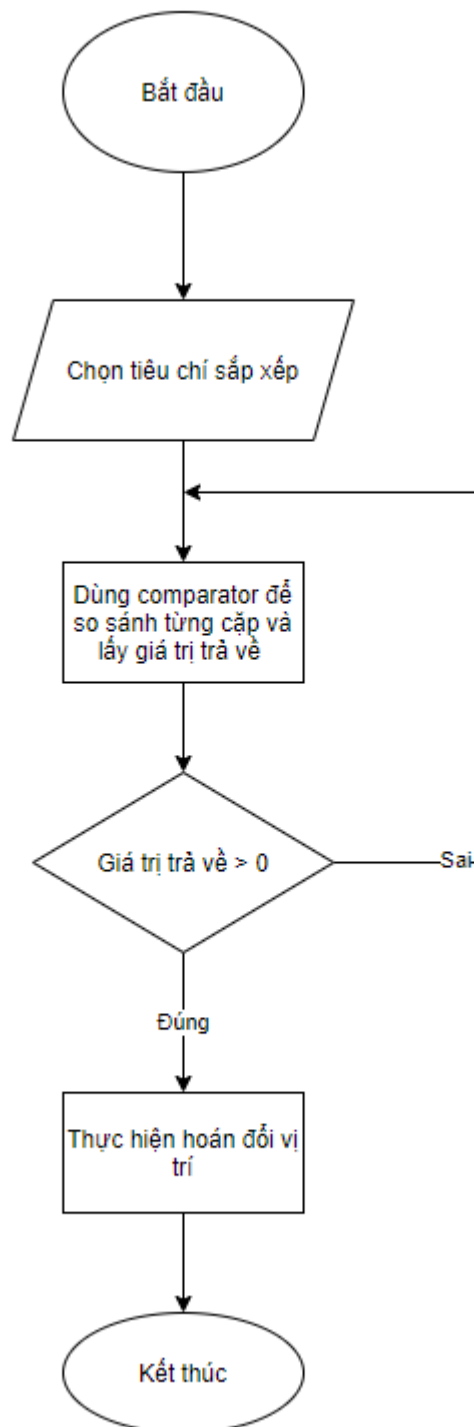 Bắt đầu
Chọn tiêu chí sắp xếp
Dùng comparator để
so sánh từng cặp và
lấy giá trị trả về
Giá trị trả về > 0
Sai
Đúng
Thực hiện hoán đổi vị
trí
Kết thúc